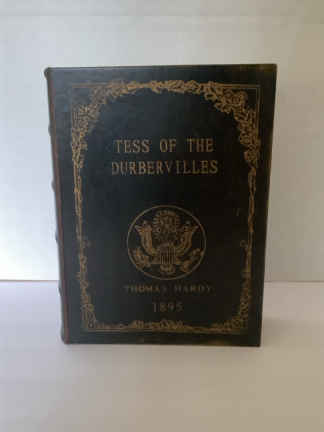 TESS OF THE
DURBERVILLES
THOMAS HARDY
1895